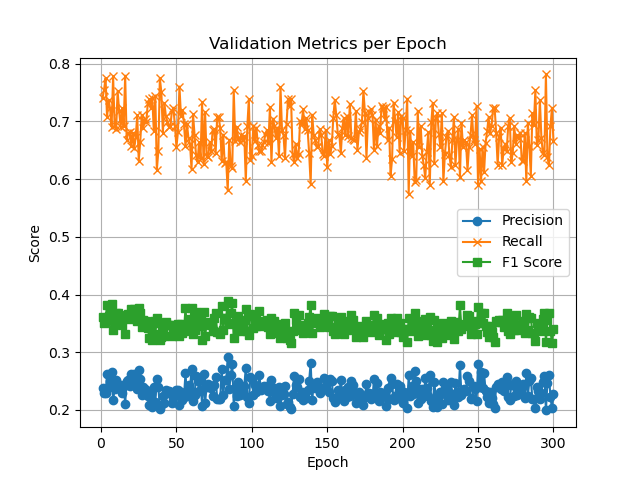 Validation Metrics per Epoch
0.8
0.7
0.6
0.5
0.4
0.3
0.2
Score
Precision
Recall
F1 Score
0 50 100 150 200 250 300
Epoch